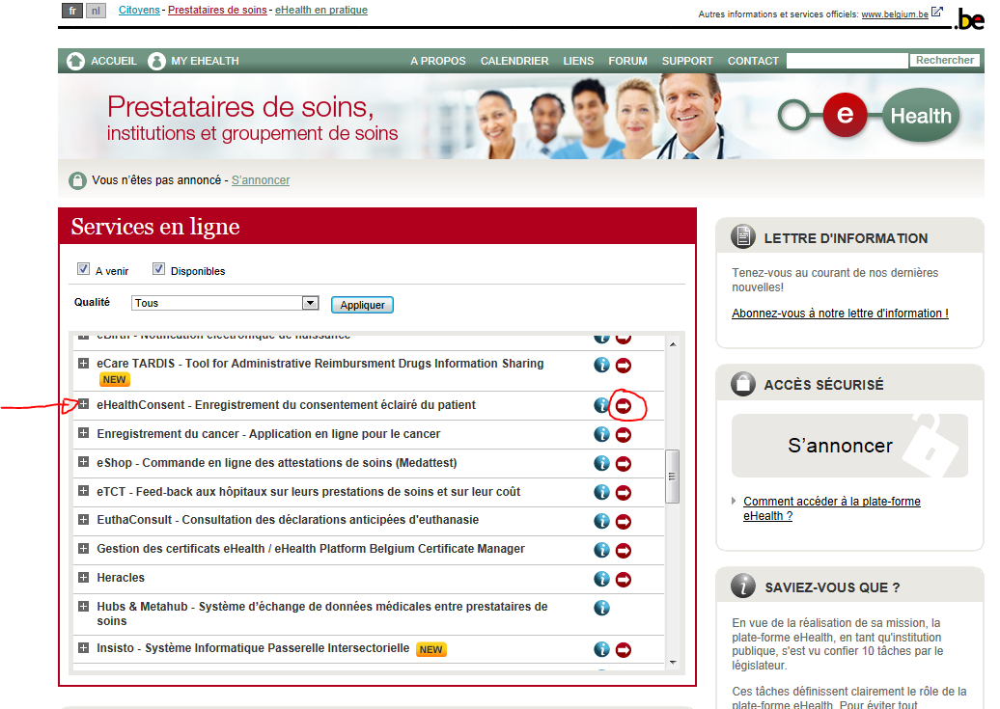 fr nl Citoyens - Prestataires de soins - eHealth en pratique
Autres informations et services officiels: www.belgium.be
.be
ACCUEIL MY EHEALTH A PROPOS CALENDRIER LIENS FORUM SUPPORT CONTACT Rechercher
Prestataires de soins,
institutions et groupement de soins
e Health
Vous n'êtes pas annoncé - S'annoncer
Services en ligne
A venir Disponibles
Qualité Tous Appliquer
eBirth - Notification électronique de naissance
eCare TARDIS - Tool for Administrative Reimbursment Drugs Information Sharing
NEW
eHealthConsent - Enregistrement du consentement éclairé du patient
Enregistrement du cancer - Application en ligne pour le cancer
eShop - Commande en ligne des attestations de soins (Medattest)
eTCT - Feed-back aux hôpitaux sur leurs prestations de soins et sur leur coût
EuthaConsult - Consultation des déclarations anticipées d'euthanasie
Gestion des certificats eHealth / eHealth Platform Belgium Certificate Manager
Heracles
Hubs & Metahub - Système d'échange de données médicales entre prestataires de
soins
Insisto - Système Informatique Passerelle Intersectorielle NEW
LETTRE D'INFORMATION
Tenez-vous au courant de nos dernières
nouvelles!
Abonnez-vous à notre lettre d'information !
ACCÈS SÉCURISÉ
S'annoncer
Comment accéder à la plate-forme
eHealth ?
SAVIEZ-VOUS QUE ?
En vue de la réalisation de sa mission, la
plate-forme eHealth, en tant qu'institution
publique, s'est vu confier 10 tâches par le
législateur.
Ces tâches définissent clairement le rôle de la
plate-forme eHealth. Pour éviter tout